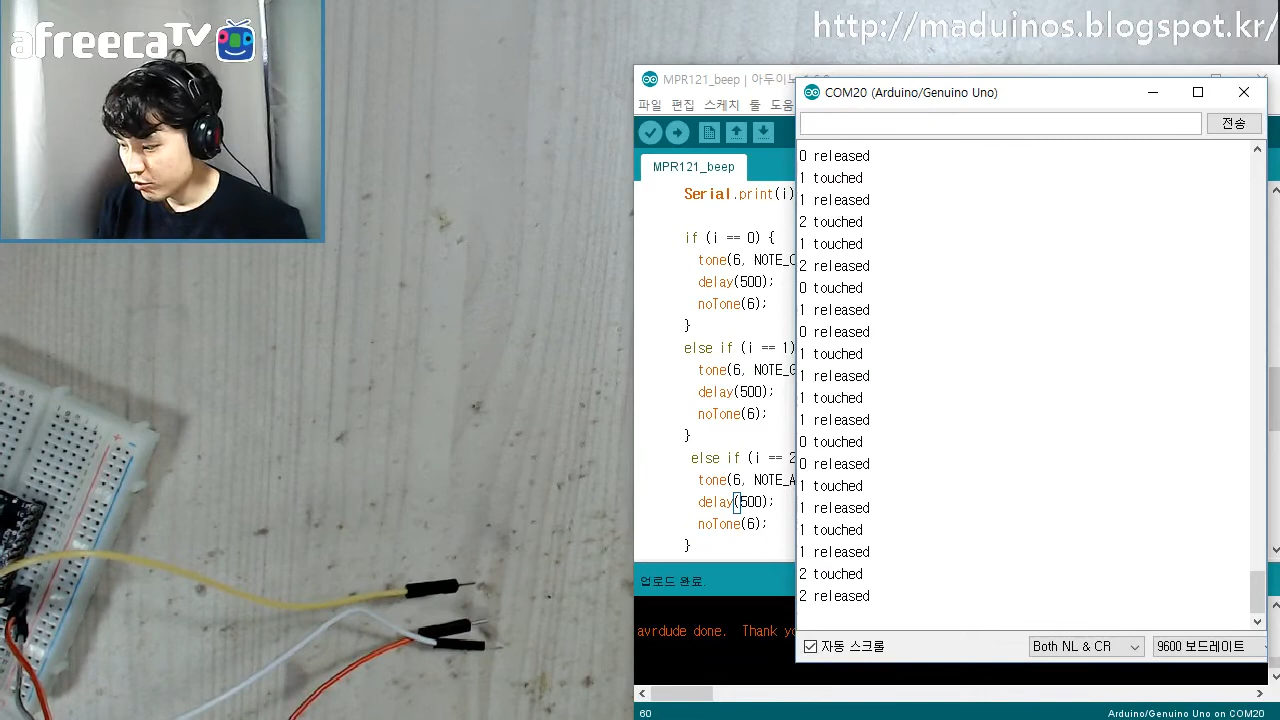 afreecaTV
http://maduinos.blogspot.kr/
MPR121_beep | 아두이노
파일 편집 스케치 툴 도움
MPR121_beep
Serial.print(i)
if (i == 0) {
tone(6,
delay(500);
noTone(6);
}
else if (i == 1)
tone(6,
delay(500);
noTone(6);
}
else if (i == 2
tone(6, NOTE_A
delay(500);
noTone(6);
}
업로드 완료.
avrdude done. Thank
60
Arduino/Genuino Uno on COM20
COM20 (Arduino/Genuino Uno)
전송
0 released
1 touched
1 released
2 touched
1 touched
2 released
0 touched
1 released
0 released
1 touched
1 released
1 touched
1 released
0 touched
0 released
1 touched
1 released
1 touched
1 released
2 touched
2 released
자동 스크롤
Both NL & CR
9600 보드레이트